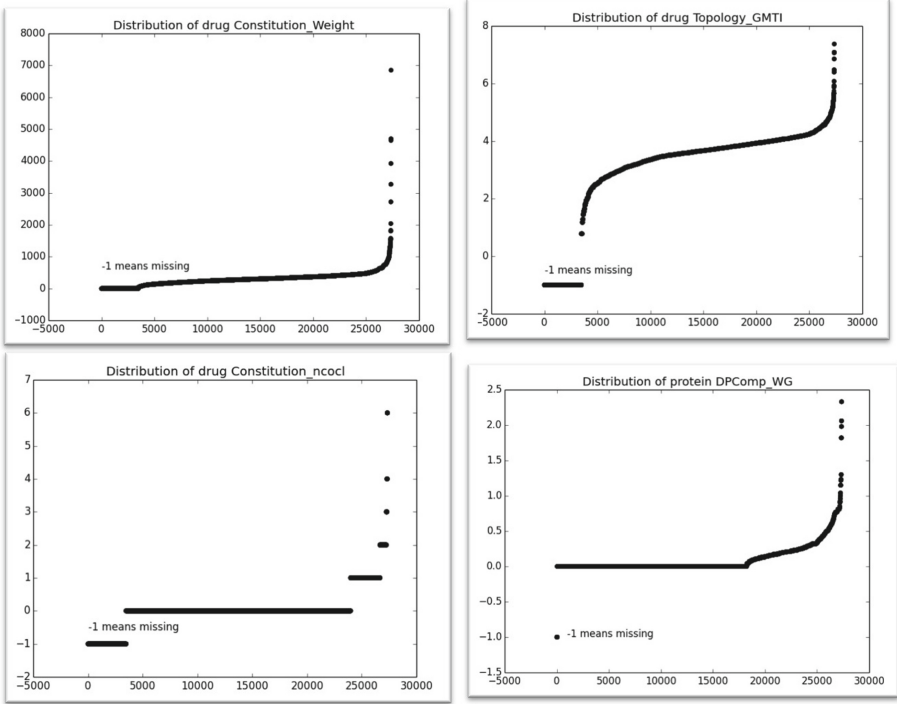 Distribution of drug Constitution_Weight
8000
7000
6000
5000
4000
3000
2000
1000
0
−1000
-1 means missing
−5000 0 5000 10000 15000 20000 25000 30000
Distribution of drug Topology_GMTI
8
6
4
2
0
−2
-1 means missing
−5000 0 5000 10000 15000 20000 25000 30000
Distribution of drug Constitution_ncocl
7
6
5
4
3
2
1
0
−1
−2
-1 means missing
−5000 0 5000 10000 15000 20000 25000 30000
Distribution of protein DPComp_WG
2.5
2.0
1.5
1.0
0.5
0.0
−0.5
−1.0
−1.5
-1 means missing
−5000 0 5000 10000 15000 20000 25000 30000